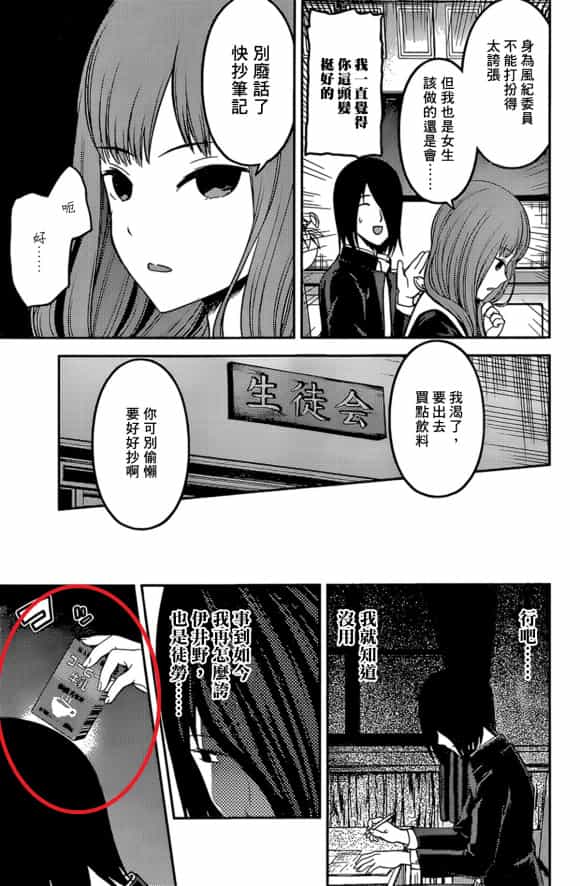 身為風紀委員
不能打扮得
太誇張
但我也是女生
該做的還是會……
我一直覺得
你這頭髮
挺好的
別廢話了
快抄筆記
呃
好……
我渴了，
要出去
買點飲料
生徒会
你可別偷懶
要好好抄啊
行吧……
我就知道
沒用
事到如今
我再怎麼誇
伊井野，
也是徒勞……